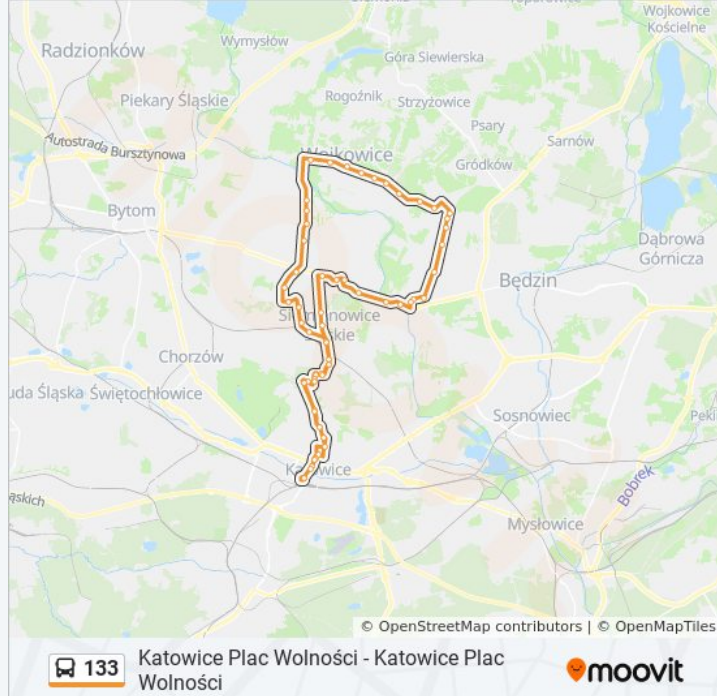 Wojkowice
Kościelne
Radzionków
Wymysłów
Góra Siewierska
Piekary Śląskie
Rogoźnik
Strzyżowice
Psary
Sarnów
Autostrada Bursztynowa
Wojkowice
Gródków
Bytom
Dąbrowa
Górnicza
Będzin
Siemianowice
Chorzów
uda Śląska
Świętochłowice
Sosnowiec
Peki
Katowice
ąskich
Bobrek
Mysłowice
© OpenStreetMap contributors | © OpenMapTiles
133
Katowice Plac Wolności - Katowice Plac
Wolności
moovit